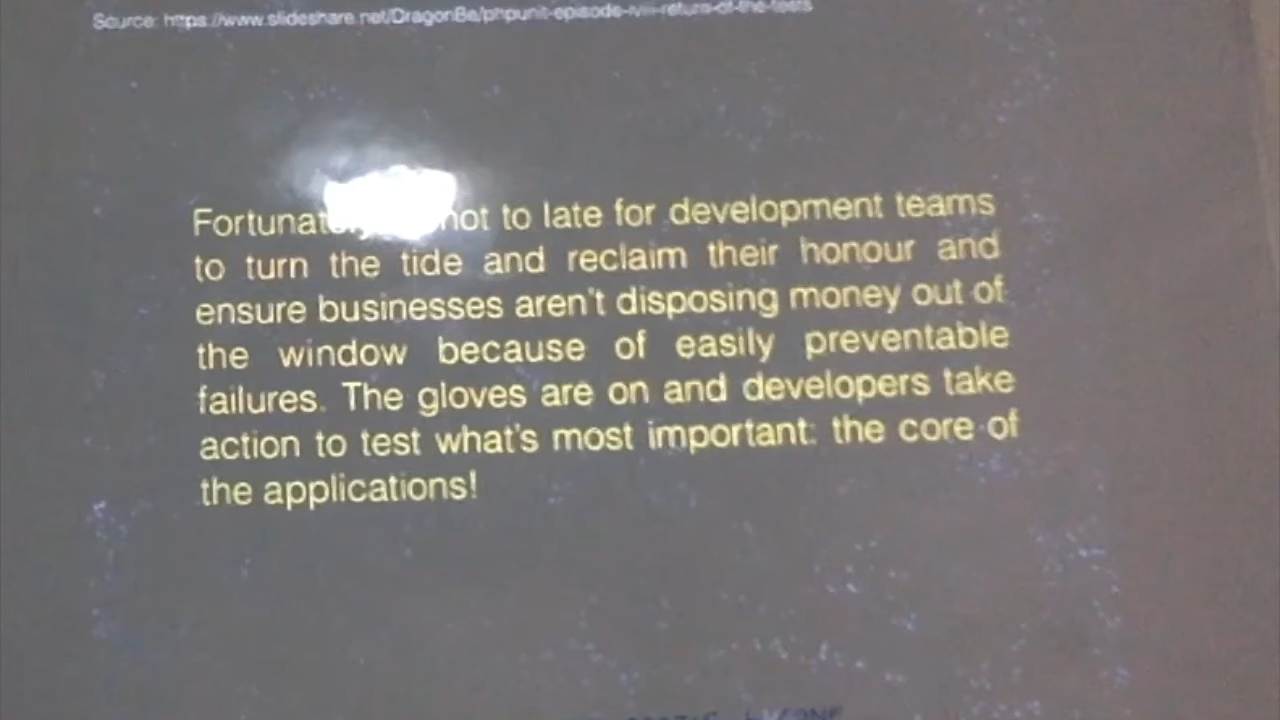 Source: https://www.slideshare.net/DragonBe/phpunit-episode-iviii-return-of-the-tests
Fortunat not to late for development teams
to turn the tide and reclaim their honour and
ensure businesses aren't disposing money out of
the window because of easily preventable
failures. The gloves are on and developers take
action to test what's most important: the core of
the applications!